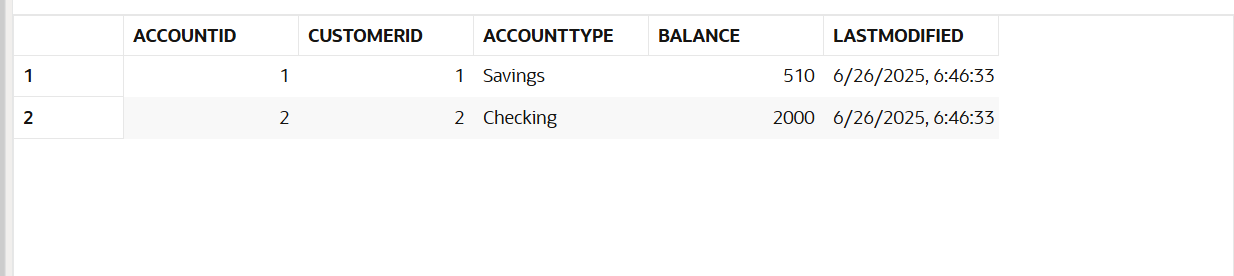 ACCOUNTID CUSTOMERID ACCOUNTTYPE BALANCE LASTMODIFIED
1 1 1 Savings 510 6/26/2025, 6:46:33
2 2 2 Checking 2000 6/26/2025, 6:46:33